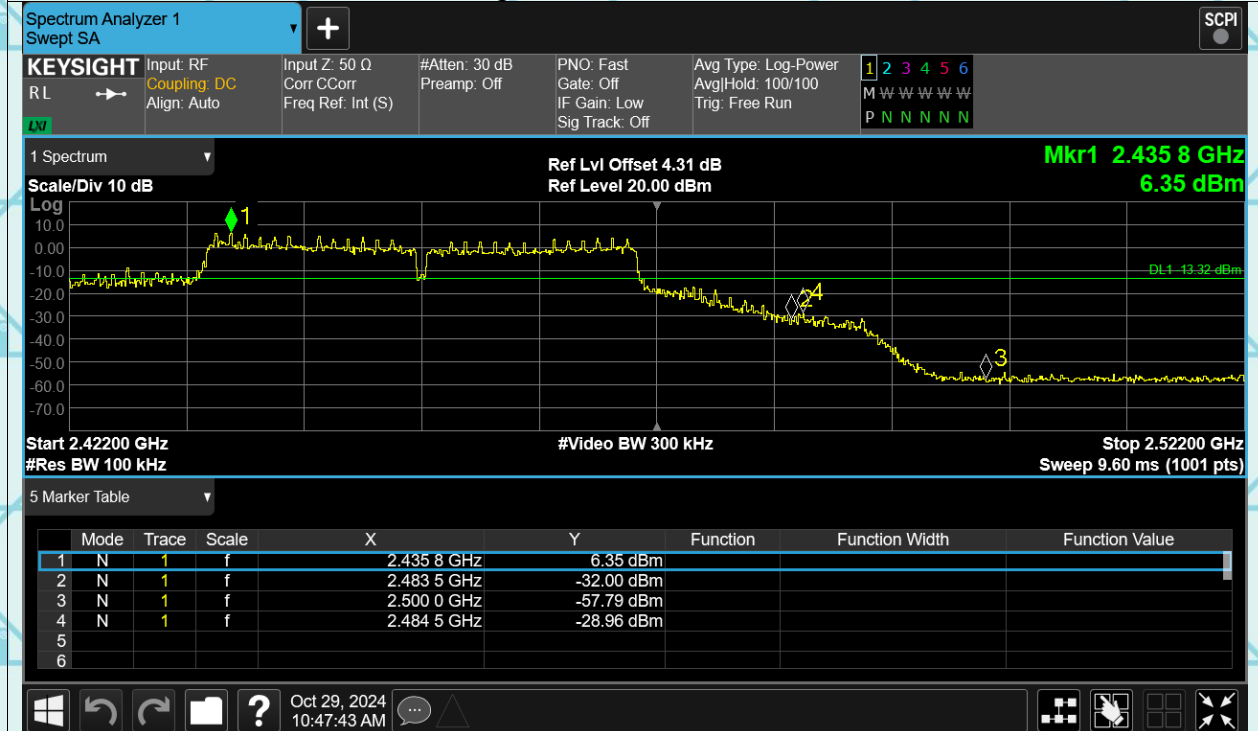 Spectrum Analyzer 1
Swept SA
SCPI
KEYSIGHT
R L
LXI
Input: RF
Coupling: DC
Align: Auto
Input Z: 50 Ω
Corr CCorr
Freq Ref: Int (S)
#Atten: 30 dB
Preamp: Off
PNO: Fast
Gate: Off
IF Gain: Low
Sig Track: Off
Avg Type: Log-Power
Avg|Hold: 100/100
Trig: Free Run
1 2 3 4 5 6
M W W W W W
P N N N N N
1 Spectrum
Scale/Div 10 dB
Ref Lvl Offset 4.31 dB
Ref Level 20.00 dBm
Mkr1 2.435 8 GHz
6.35 dBm
Log
10.0
0.00
-10.0
-20.0
-30.0
-40.0
-50.0
-60.0
-70.0
1
2
4
3
DL1 -13.32 dBm
Start 2.42200 GHz
#Video BW 300 kHz
Stop 2.52200 GHz
#Res BW 100 kHz
Sweep 9.60 ms (1001 pts)
5 Marker Table
Mode Trace Scale X Y Function Function Width Function Value
1 N 1 f 2.435 8 GHz 6.35 dBm
2 N 1 f 2.483 5 GHz -32.00 dBm
3 N 1 f 2.500 0 GHz -57.79 dBm
4 N 1 f 2.484 5 GHz -28.96 dBm
5
6
?
Oct 29, 2024
10:47:43 AM